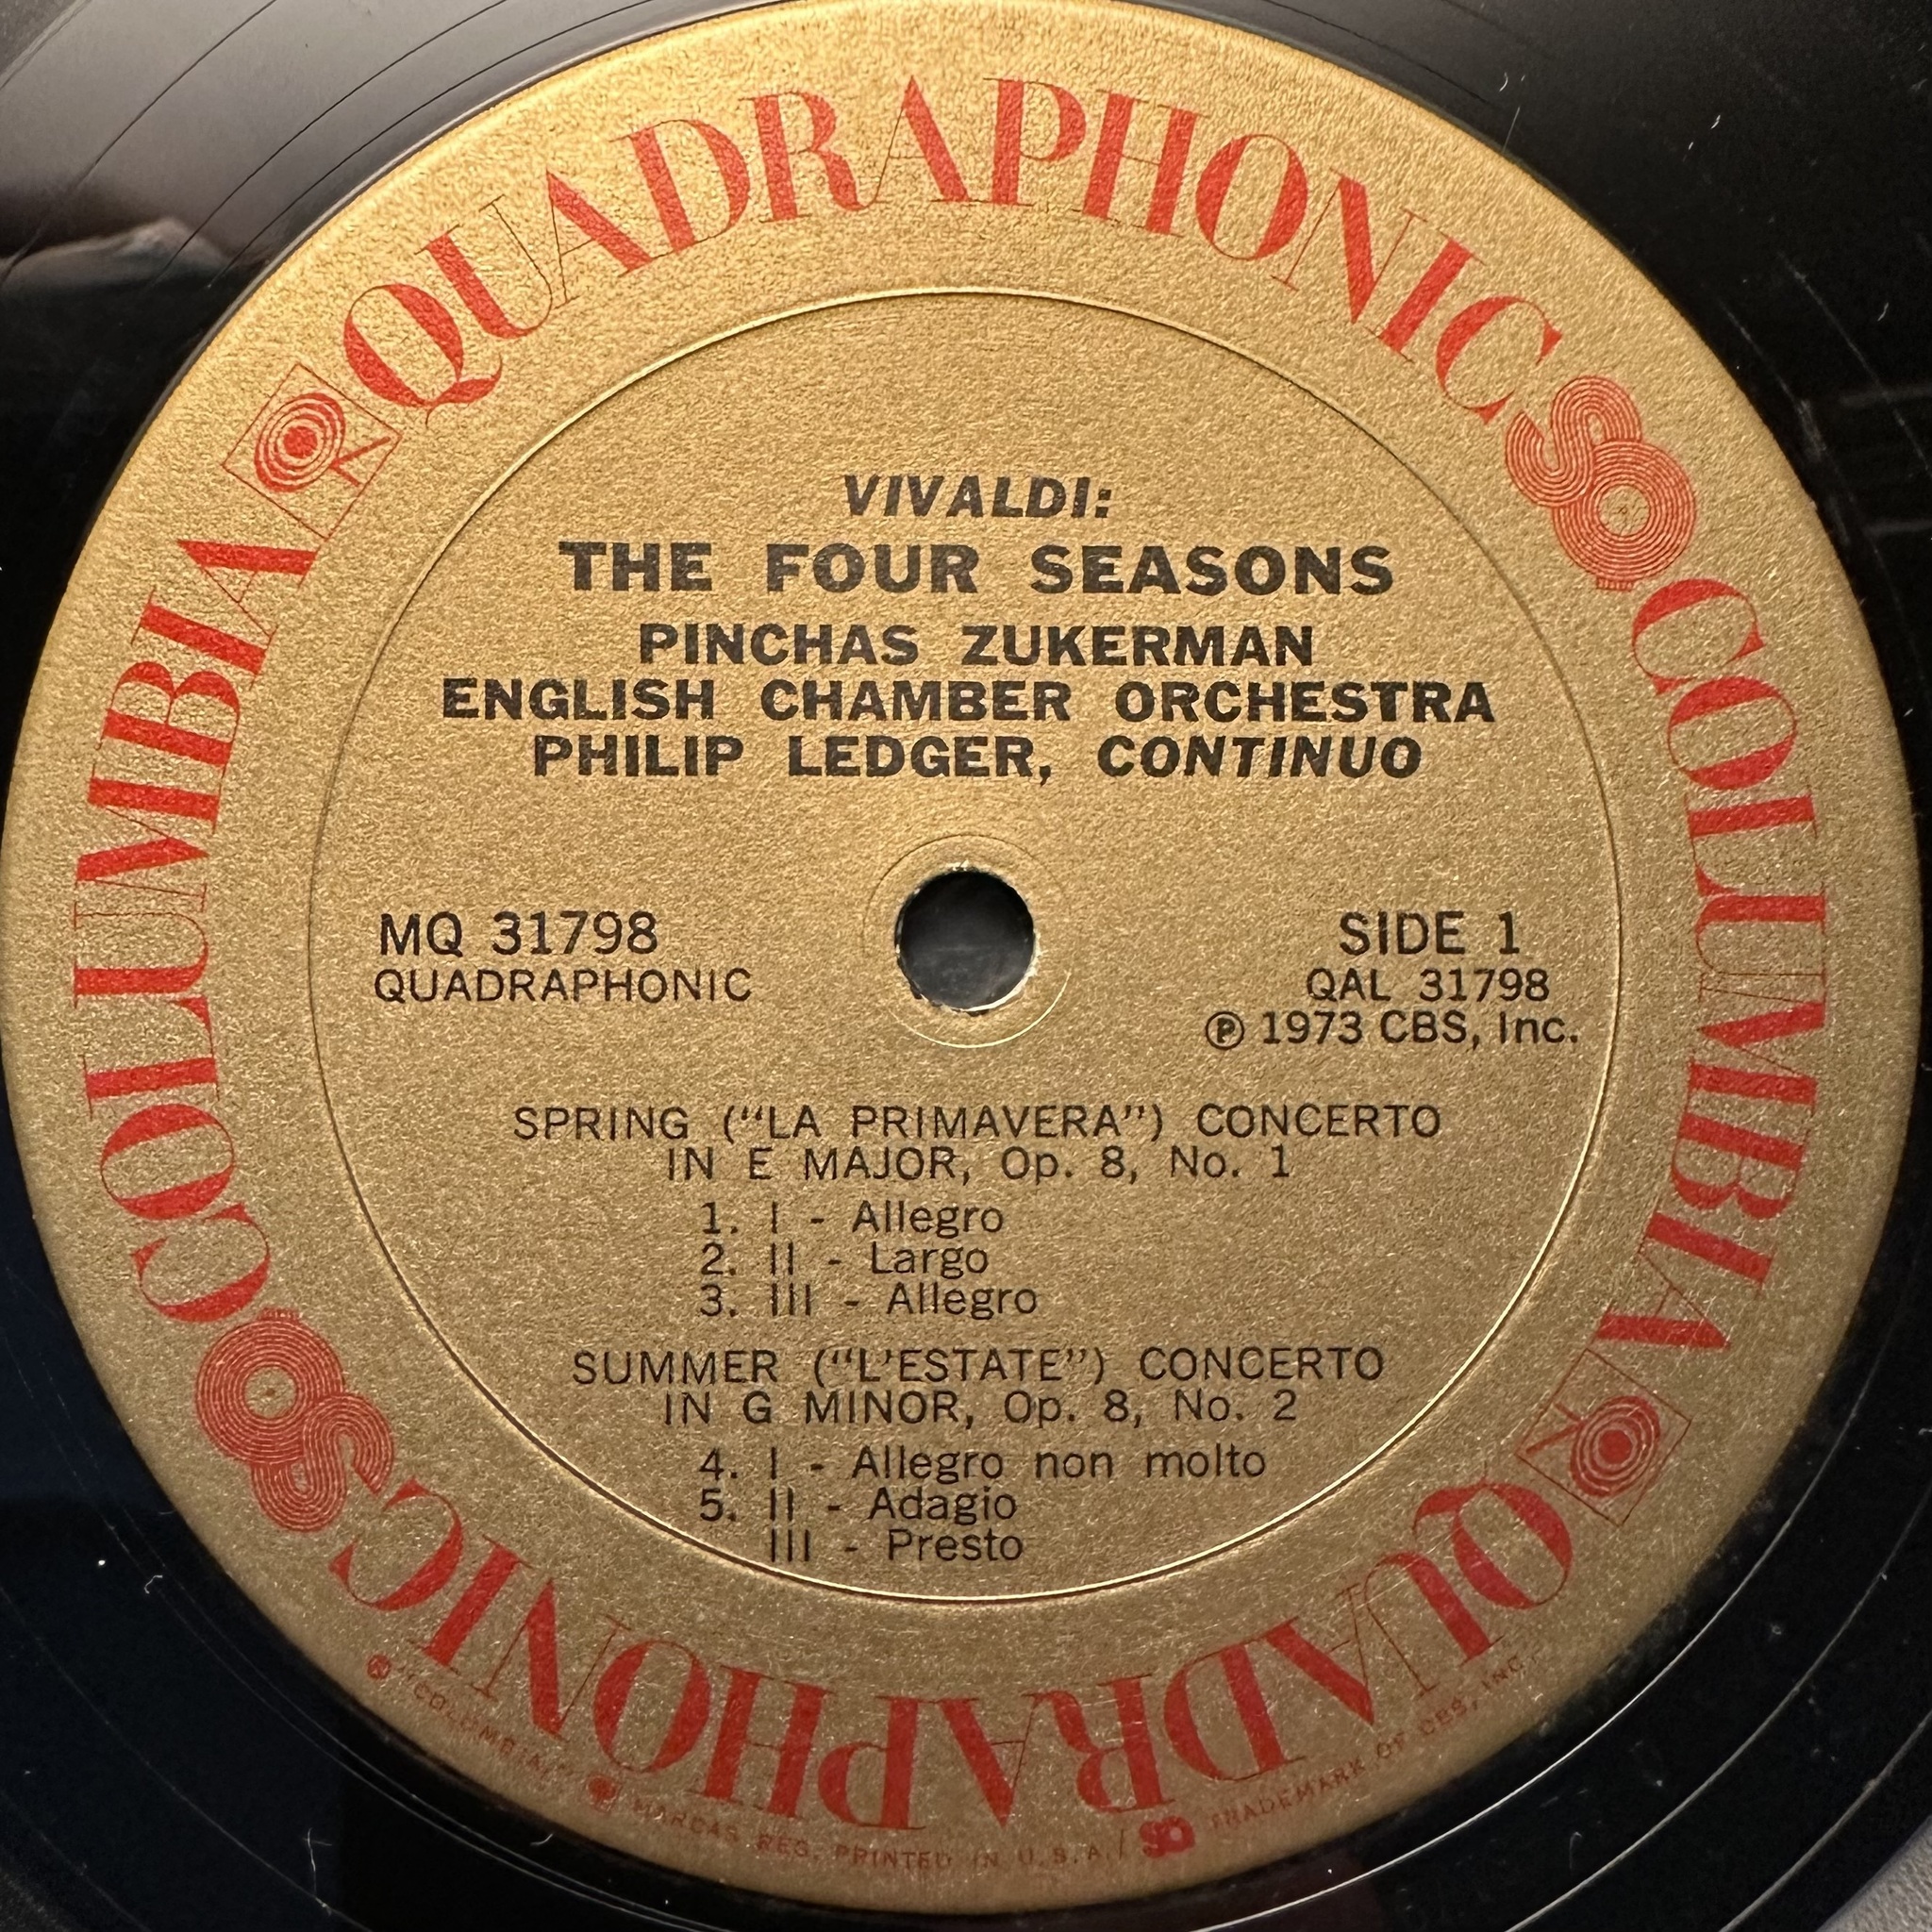 QUADRAPHONIC SQ COLUMBIA
QUADRAPHONIC SQ COLUMBIA
VIVALDI:
THE FOUR SEASONS
PINCHAS ZUKERMAN
ENGLISH CHAMBER ORCHESTRA
PHILIP LEDGER, CONTINUO
MQ 31798
QUADRAPHONIC
SIDE 1
QAL 31798
Ⓟ 1973 CBS, Inc.
SPRING (“LA PRIMAVERA”) CONCERTO
IN E MAJOR, Op. 8, No. 1
1. I - Allegro
2. II - Largo
3. III - Allegro
SUMMER (“L'ESTATE”) CONCERTO
IN G MINOR, Op. 8, No. 2
4. I - Allegro non molto
5. II - Adagio
III - Presto
® “COLUMBIA,” MARCAS REG. PRINTED IN U.S.A./ SQ TRADEMARK OF CBS, INC.